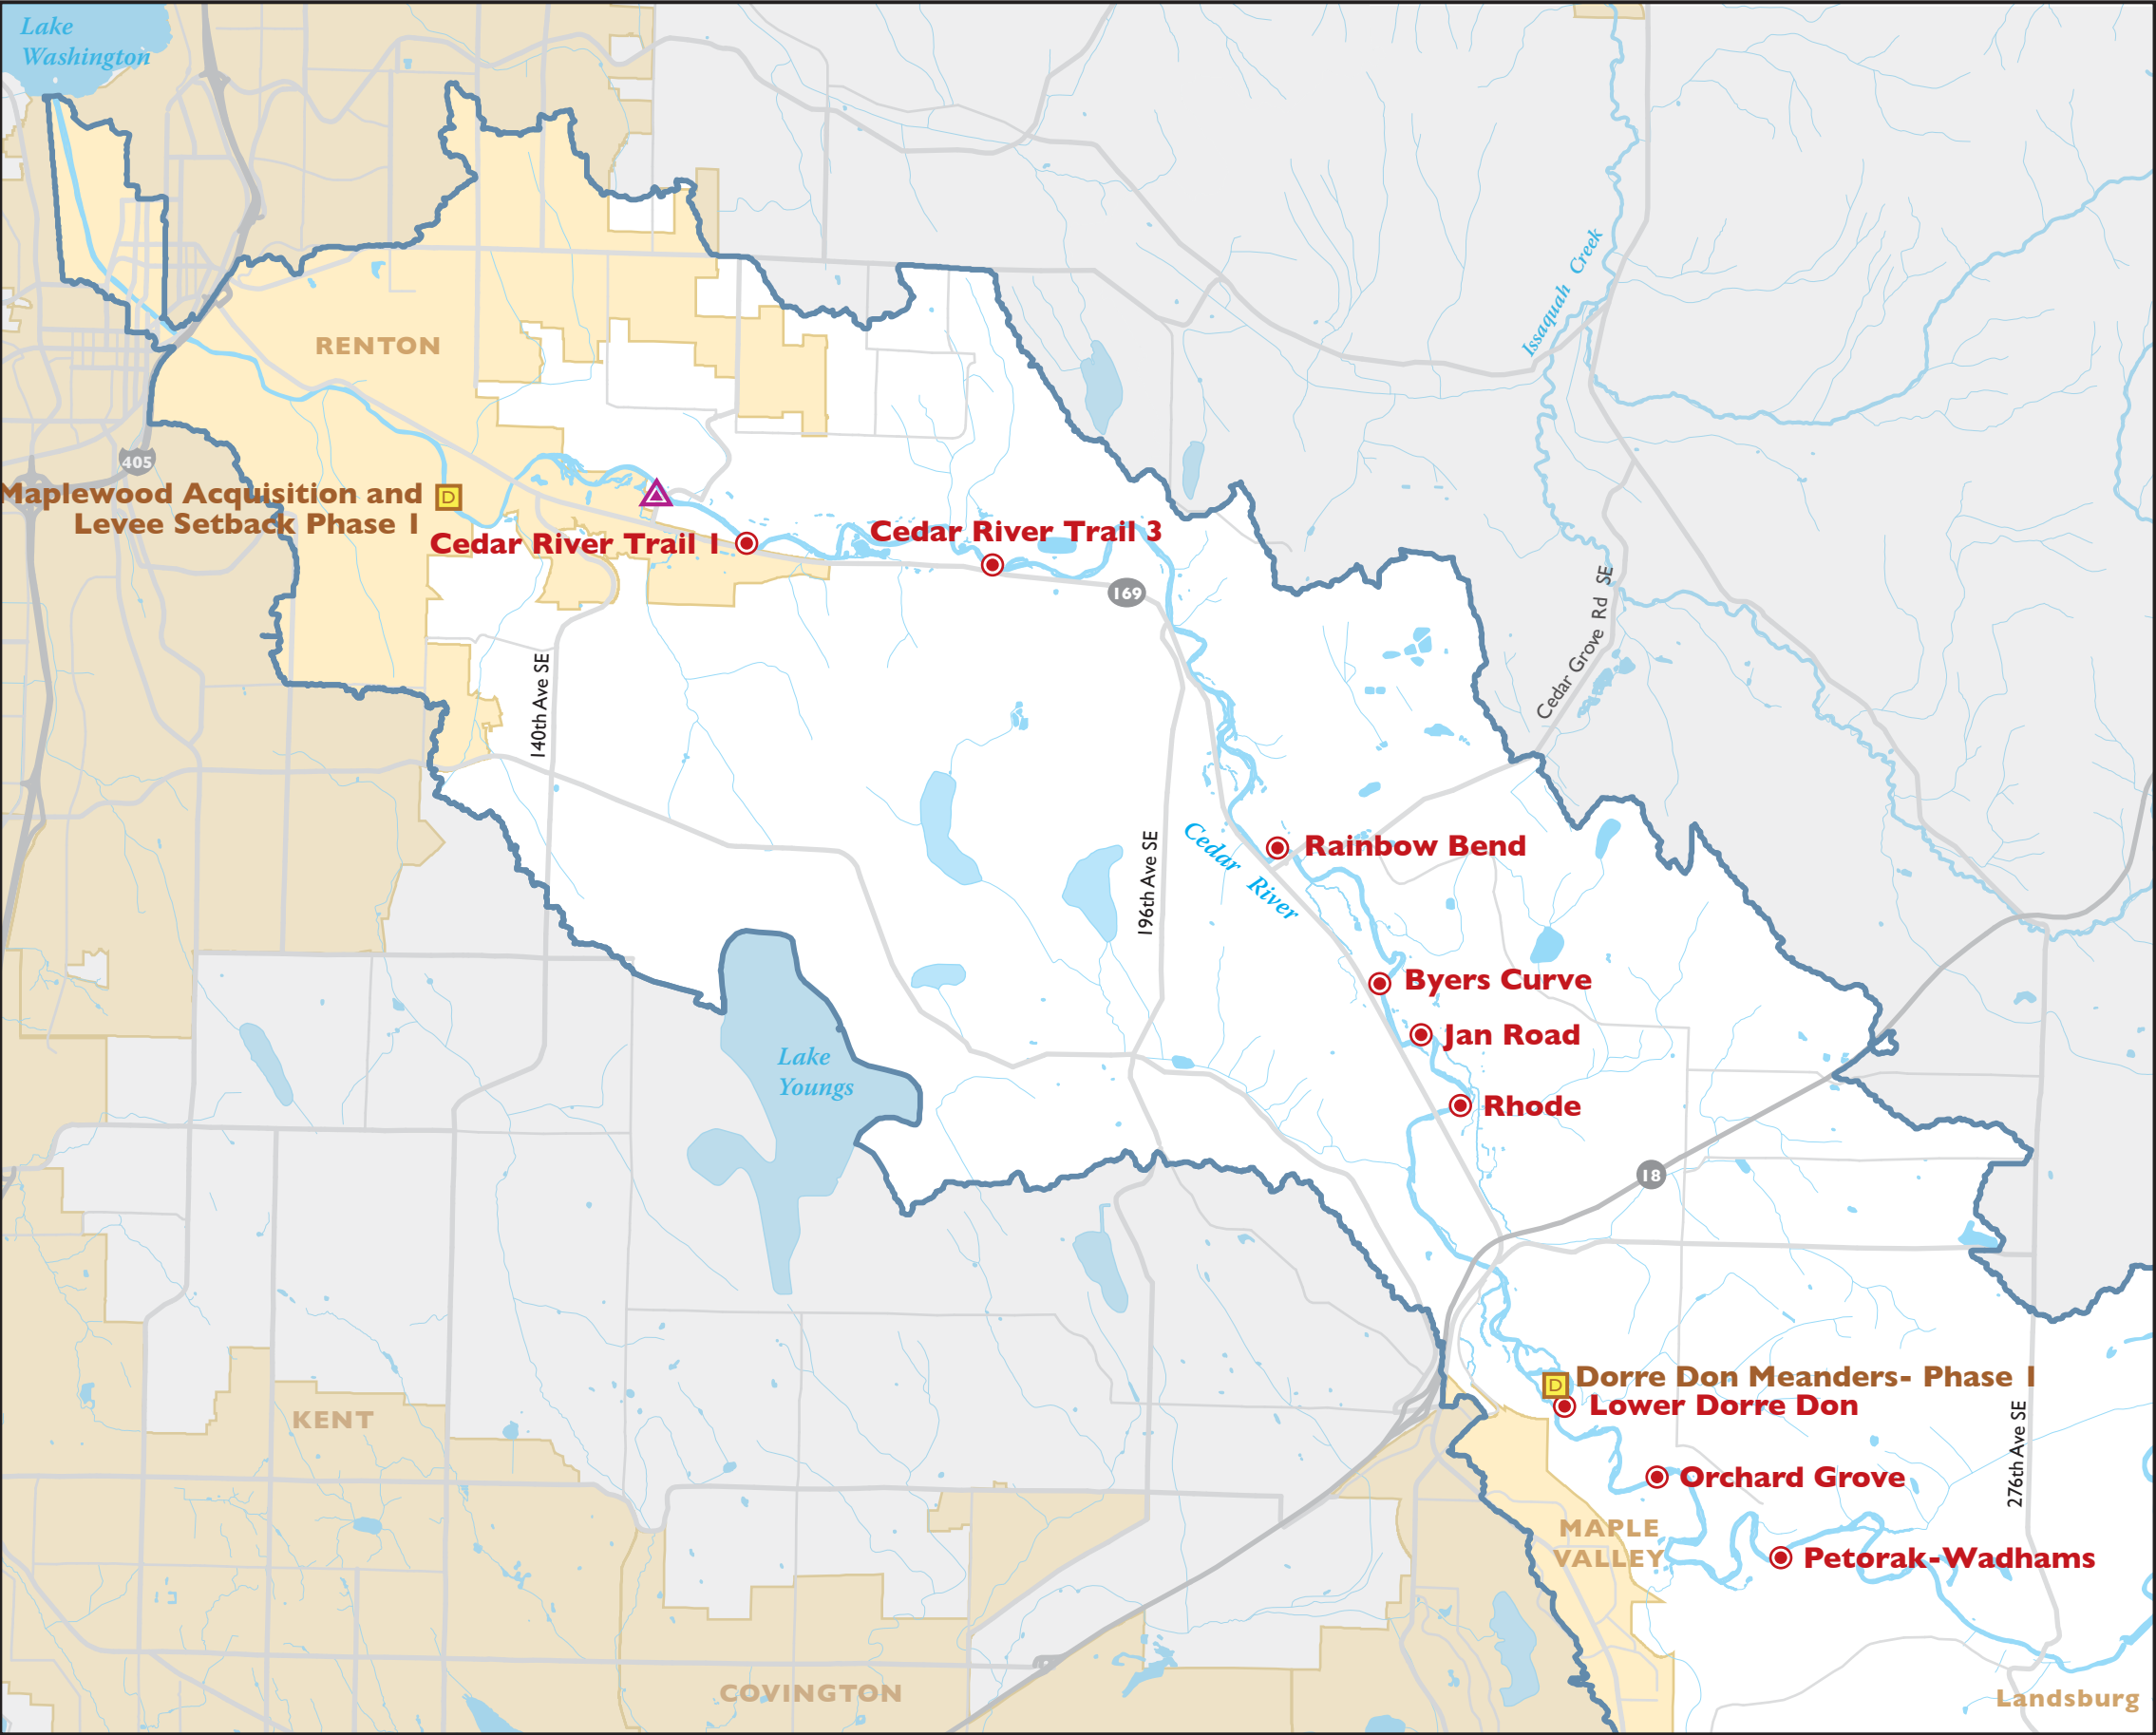 Lake
Washington
Issaquah Creek
RENTON
405
Maplewood Acquisition and
Levee Setback Phase 1
D
Cedar River Trail 1
Cedar River Trail 3
169
Cedar Grove Rd SE
140th Ave SE
196th Ave SE
Cedar River
Rainbow Bend
Byers Curve
Jan Road
Lake
Youngs
Rhode
18
D
Dorre Don Meanders- Phase 1
Lower Dorre Don
KENT
276th Ave SE
Orchard Grove
MAPLE
VALLEY
Petorak-Wadhams
COVINGTON
Landsburg